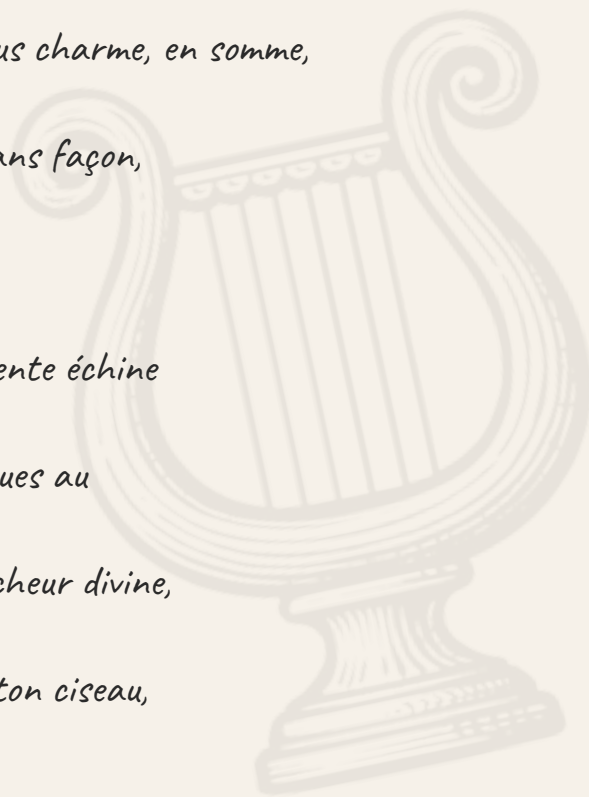 us charme, en somme,
ans façon,
ente échine
ues au
cheur divine,
ton ciseau,